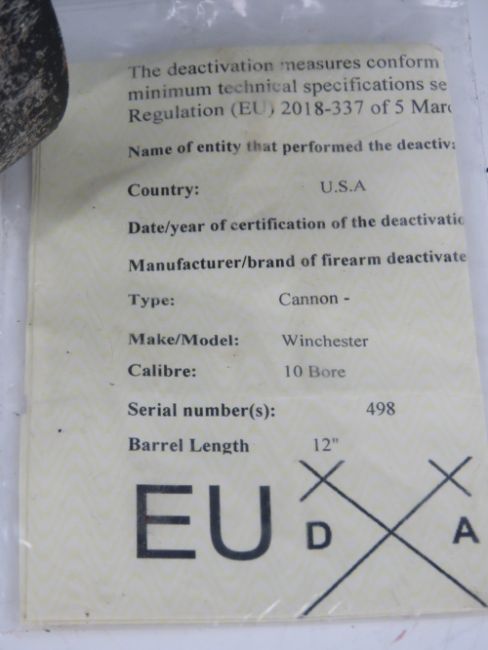 The deactivation measures conform
minimum technical specifications se
Regulation (EU) 2018-337 of 5 Marc
Name of entity that performed the deactiva
Country: U.S.A
Date/year of certification of the deactivatio
Manufacturer/brand of firearm deactivate
Type: Cannon -
Make/Model: Winchester
Calibre: 10 Bore
Serial number(s): 498
Barrel Length 12"
EU D A